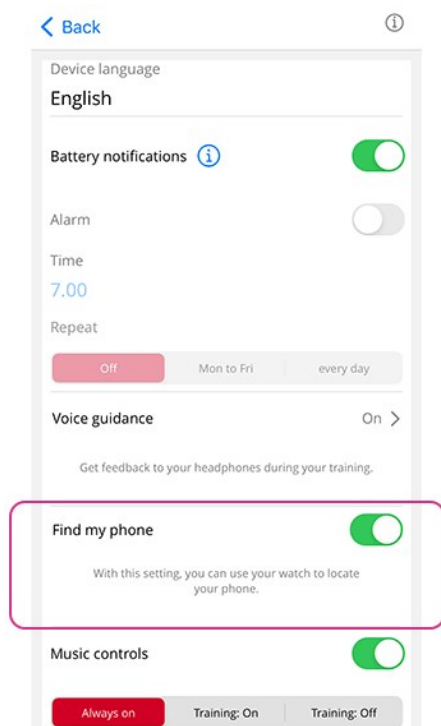 Back
Device language
English
Battery notifications
Alarm
Time
7.00
Repeat
Off Mon to Fri every day
Voice guidance On
Get feedback to your headphones during your training.
Find my phone
With this setting, you can use your watch to locate
your phone.
Music controls
Always on Training: On Training: Off